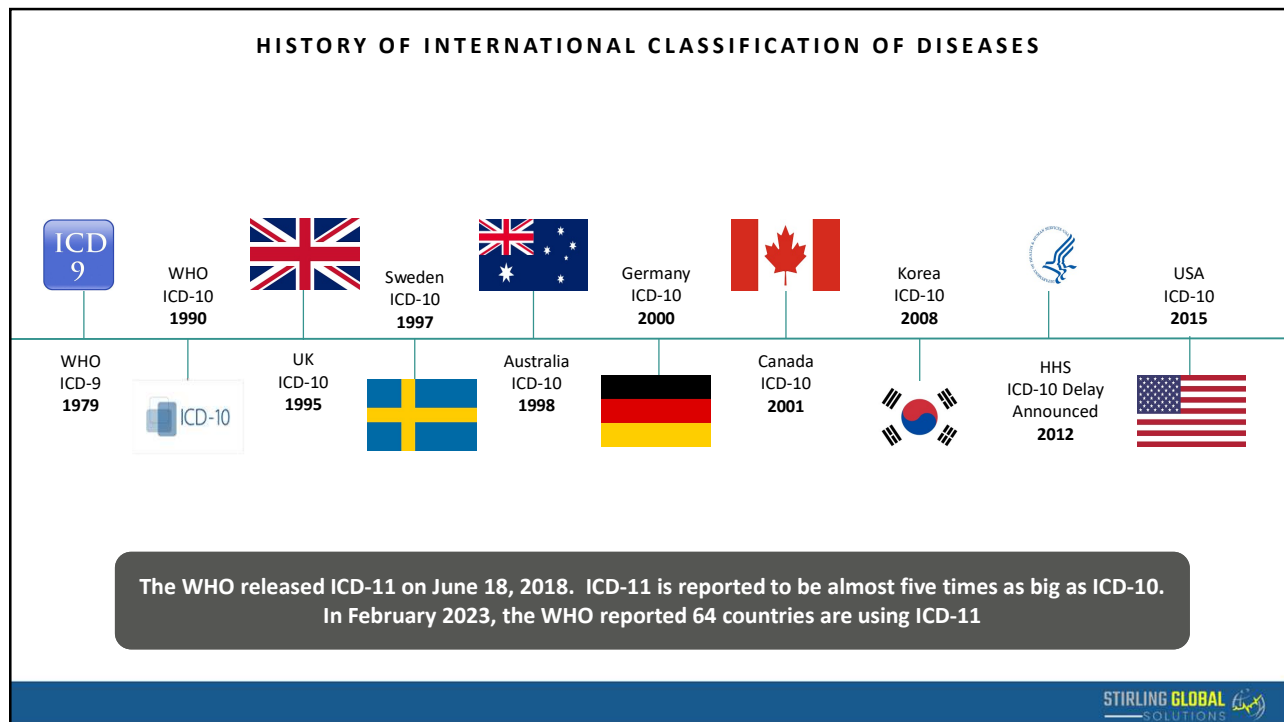 HISTORY OF INTERNATIONAL CLASSIFICATION OF DISEASES
ICD
9
WHO
ICD-9
1979
WHO
ICD-10
1990
ICD-10
UK
ICD-10
1995
Sweden
ICD-10
1997
Australia
ICD-10
1998
Germany
ICD-10
2000
Canada
ICD-10
2001
Korea
ICD-10
2008
HHS
ICD-10 Delay
Announced
2012
USA
ICD-10
2015
The WHO released ICD-11 on June 18, 2018.  ICD-11 is reported to be almost five times as big as ICD-10.
In February 2023, the WHO reported 64 countries are using ICD-11
STIRLING GLOBAL
SOLUTIONS